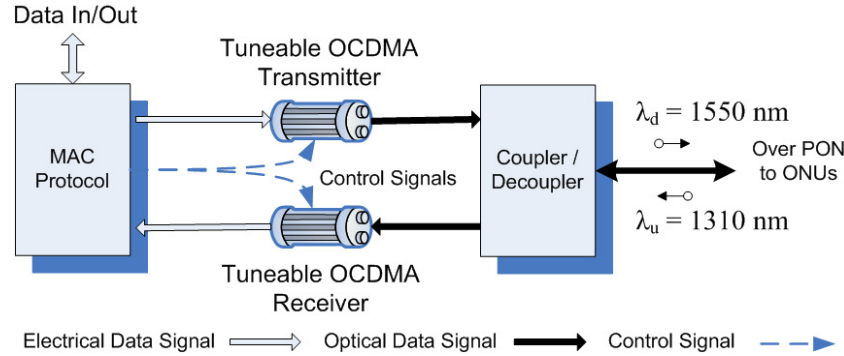 Data In/Out
Tuneable OCDMA
Transmitter
MAC
Protocol
Control Signals
Coupler /
Decoupler
λd = 1550 nm
Over PON
to ONUs
λu = 1310 nm
Tuneable OCDMA
Receiver
Electrical Data Signal Optical Data Signal Control Signal